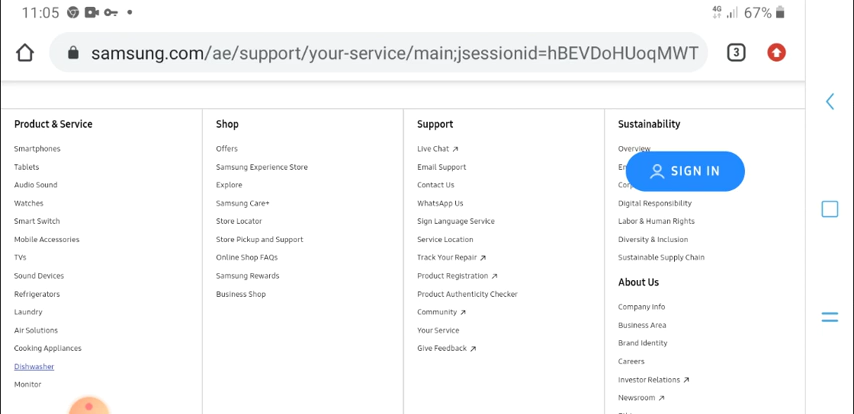 11:05
4G 67%
samsung.com/ae/support/your-service/main;jsessionid=hBEVDoHUoqMWT
3
Product & Service
Smartphones
Tablets
Audio Sound
Watches
Smart Switch
Mobile Accessories
TVs
Sound Devices
Refrigerators
Laundry
Air Solutions
Cooking Appliances
Dishwasher
Monitor
Shop
Offers
Samsung Experience Store
Explore
Samsung Care+
Store Locator
Store Pickup and Support
Online Shop FAQs
Samsung Rewards
Business Shop
Support
Live Chat ↗
Email Support
Contact Us
WhatsApp Us
Sign Language Service
Service Location
Track Your Repair ↗
Product Registration ↗
Product Authenticity Checker
Community ↗
Your Service
Give Feedback ↗
Sustainability
Overview
SIGN IN
Digital Responsibility
Labor & Human Rights
Diversity & Inclusion
Sustainable Supply Chain
About Us
Company Info
Business Area
Brand Identity
Careers
Investor Relations ↗
Newsroom ↗